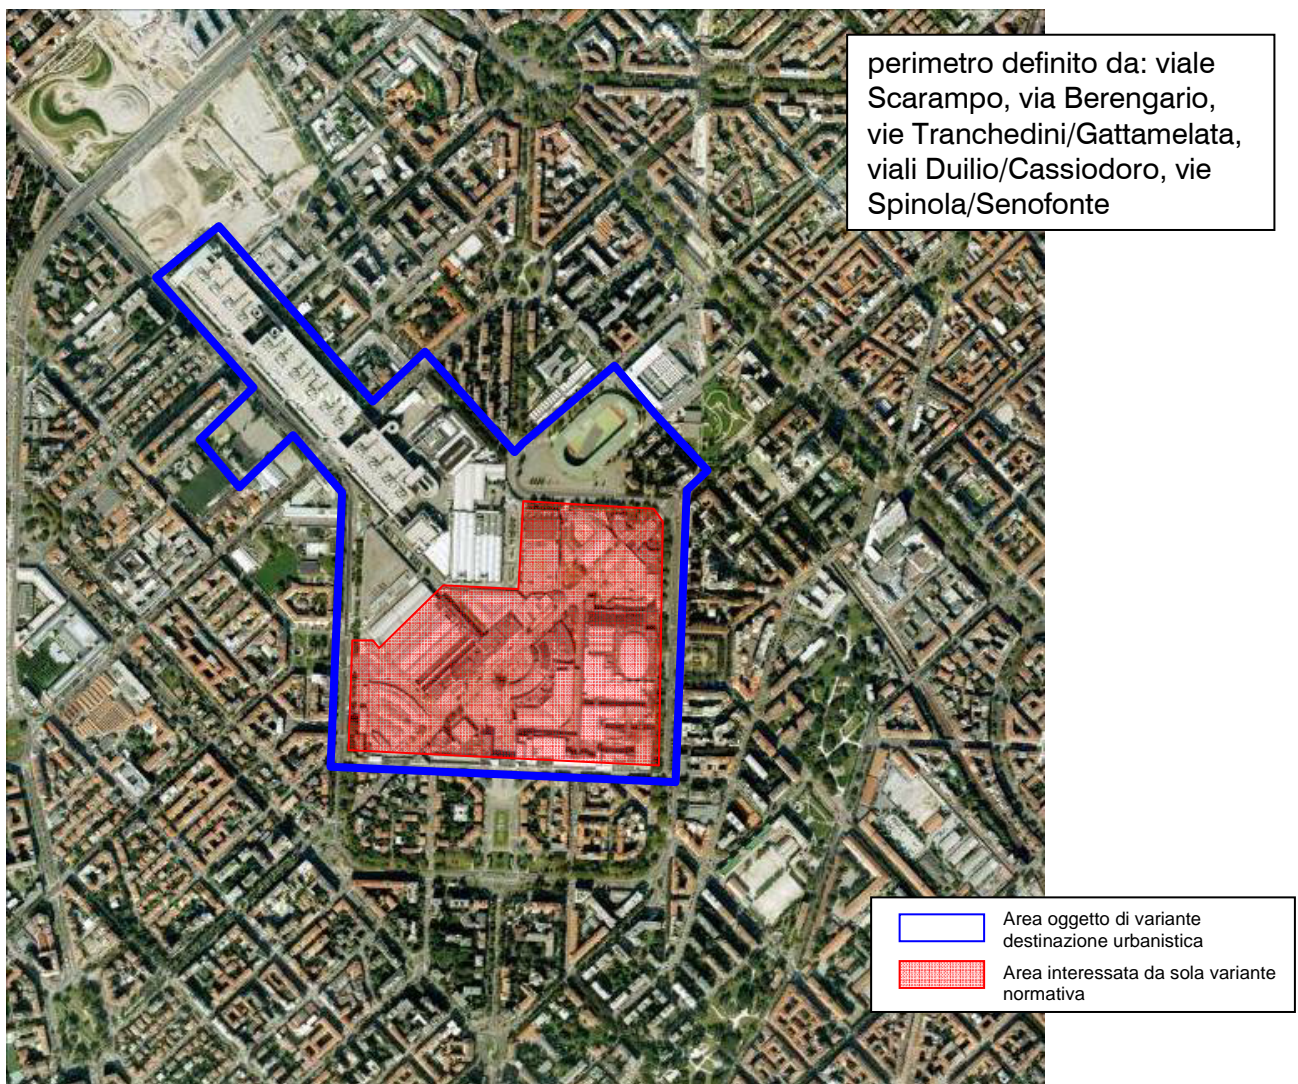 perimetro definito da: viale
Scarampo, via Berengario,
vie Tranchedini/Gattamelata,
viali Duilio/Cassiodoro, vie
Spinola/Senofonte
Area oggetto di variante
destinazione urbanistica
Area interessata da sola variante
normativa